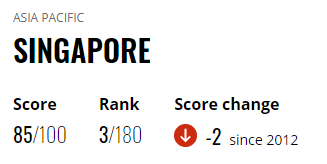 ASIA PACIFIC
SINGAPORE
Score Rank Score change
85/100 3/180 -2 since 2012